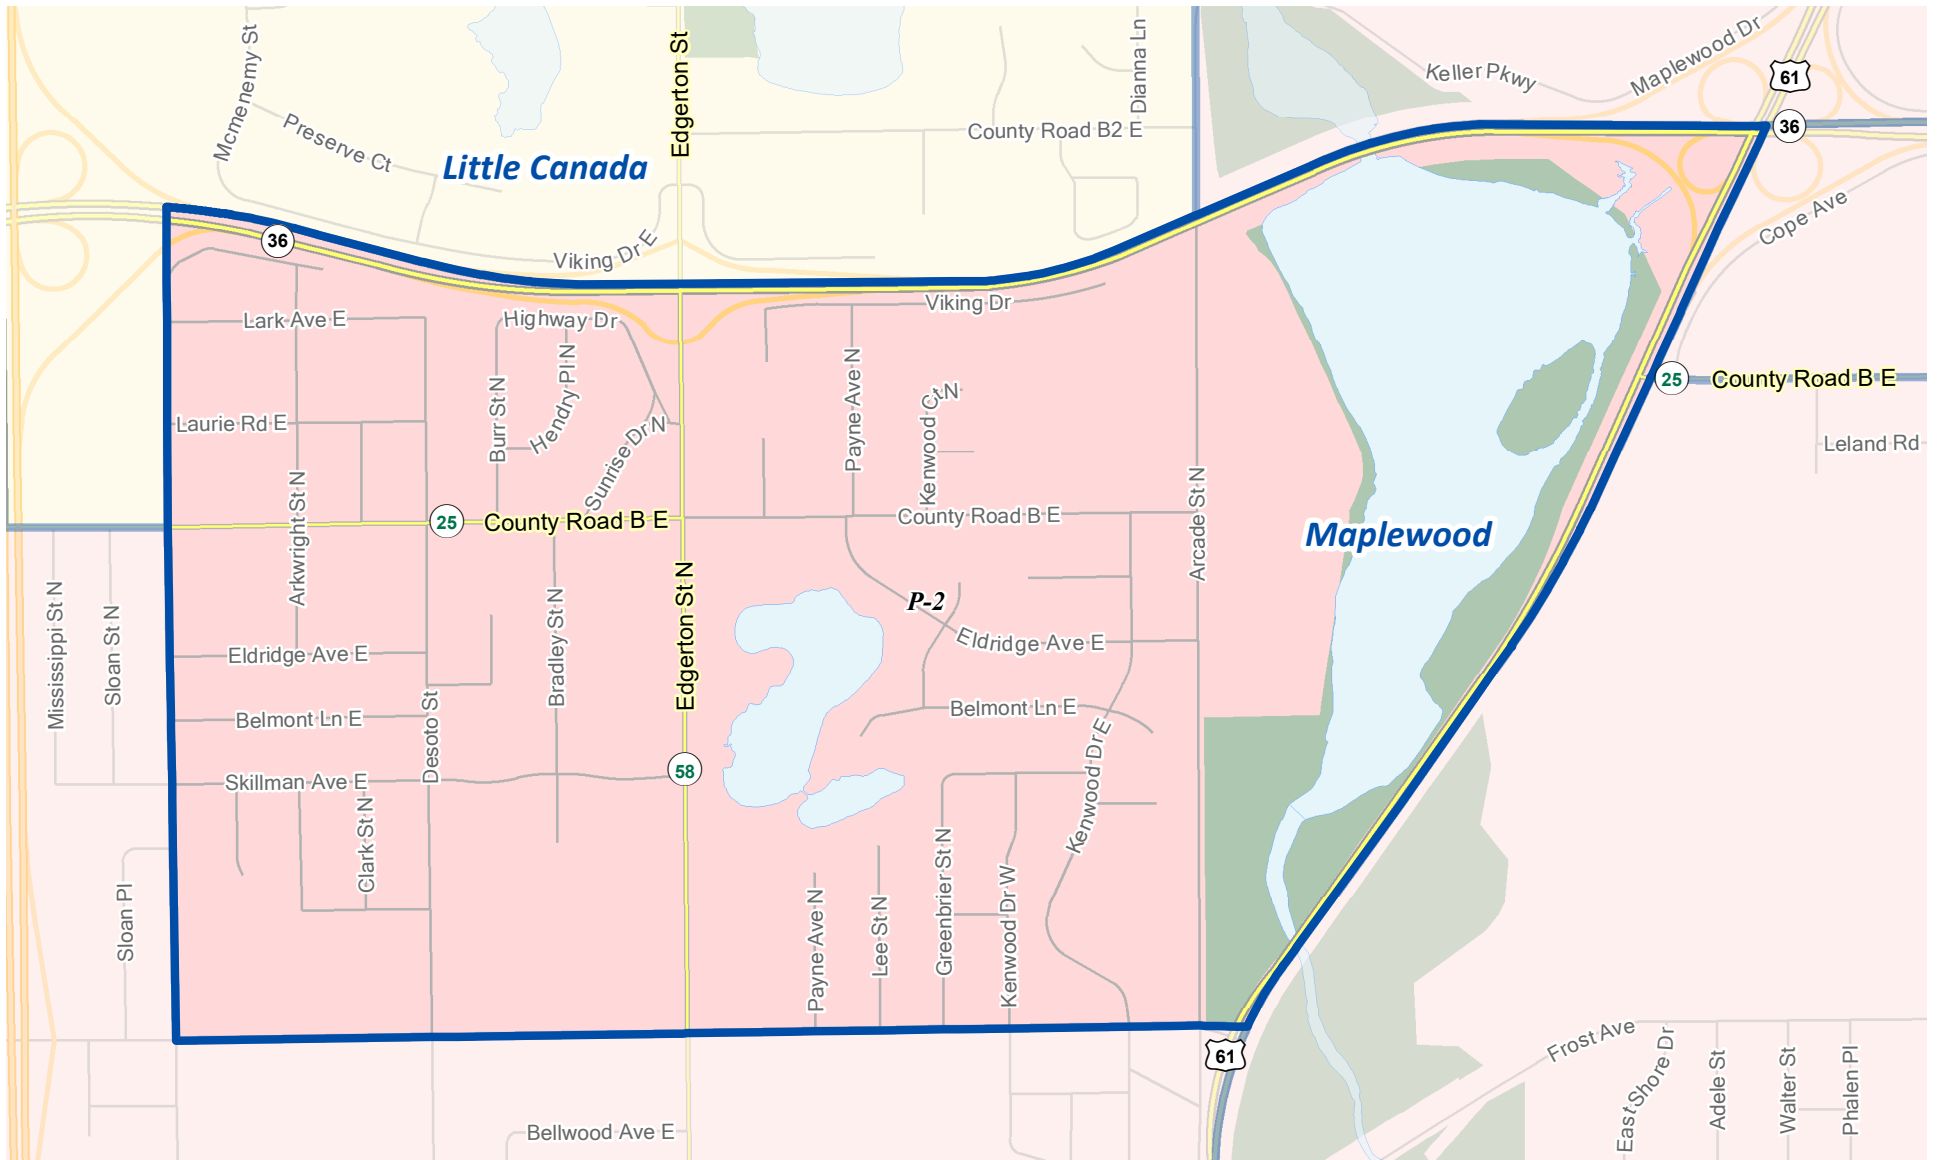 Mcmenemy St
Edgerton St
Dianna Ln
Keller Pkwy
Maplewood Dr
61
36
Preserve Ct
County Road B2 E
Little Canada
Cope Ave
36
Viking Dr E
Viking Dr
Lark Ave E
Highway Dr
Hendry Pl N
Burr St N
Payne Ave N
Kenwood Ct N
25
County Road B E
Laurie Rd E
Sunrise Dr N
Leland Rd
Arkwright St N
25
County Road B E
County Road B E
Arcade St N
Maplewood
Mississippi St N
Sloan St N
Bradley St N
Edgerton St N
P-2
Eldridge Ave E
Eldridge Ave E
Belmont Ln E
Belmont Ln E
Desoto St
Kenwood Dr E
58
Skillman Ave E
Clark St N
Sloan Pl
Payne Ave N
Lee St N
Greenbrier St N
Kenwood Dr W
61
Frost Ave
East Shore Dr
Adele St
Walter St
Phalen Pl
Bellwood Ave E